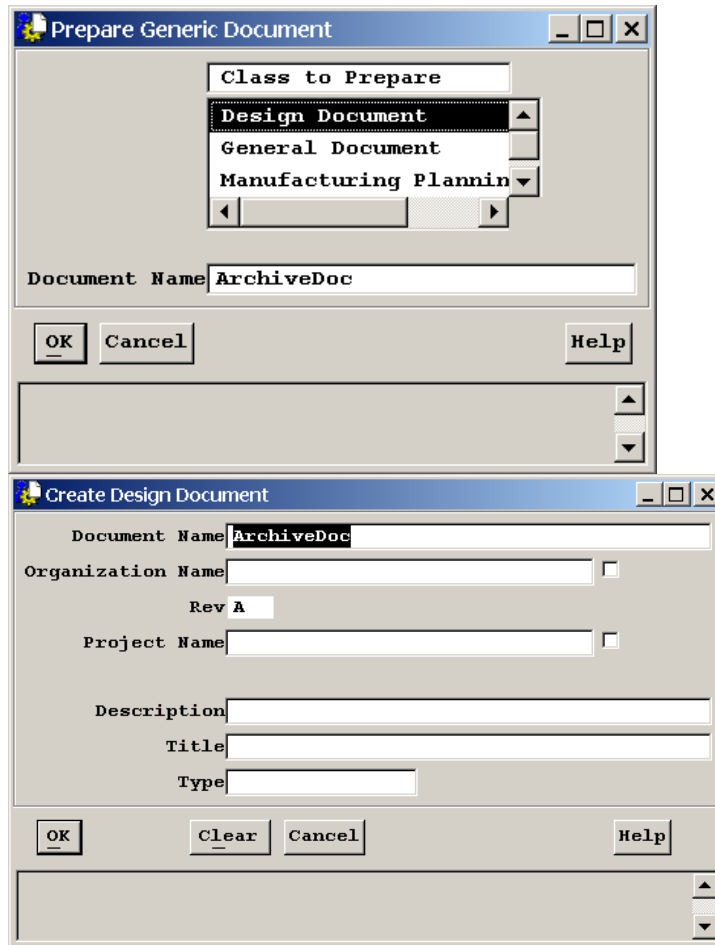 Prepare Generic Document
Class to Prepare
Design Document
General Document
Manufacturing Plannin
Document Name ArchiveDoc
OK Cancel Help
Create Design Document
Document Name ArchiveDoc
Organization Name
Rev A
Project Name
Description
Title
Type
OK Clear Cancel Help